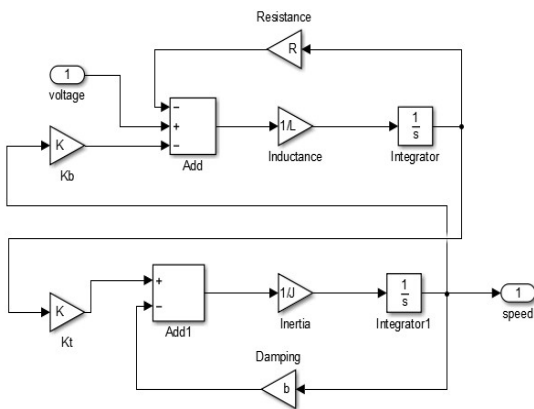 Resistance
R
1
voltage
−
+
−
Add
1/L
Inductance
1
s
Integrator
K
Kb
K
Kt
+
−
Add1
1/J
Inertia
1
s
Integrator1
1
speed
Damping
b